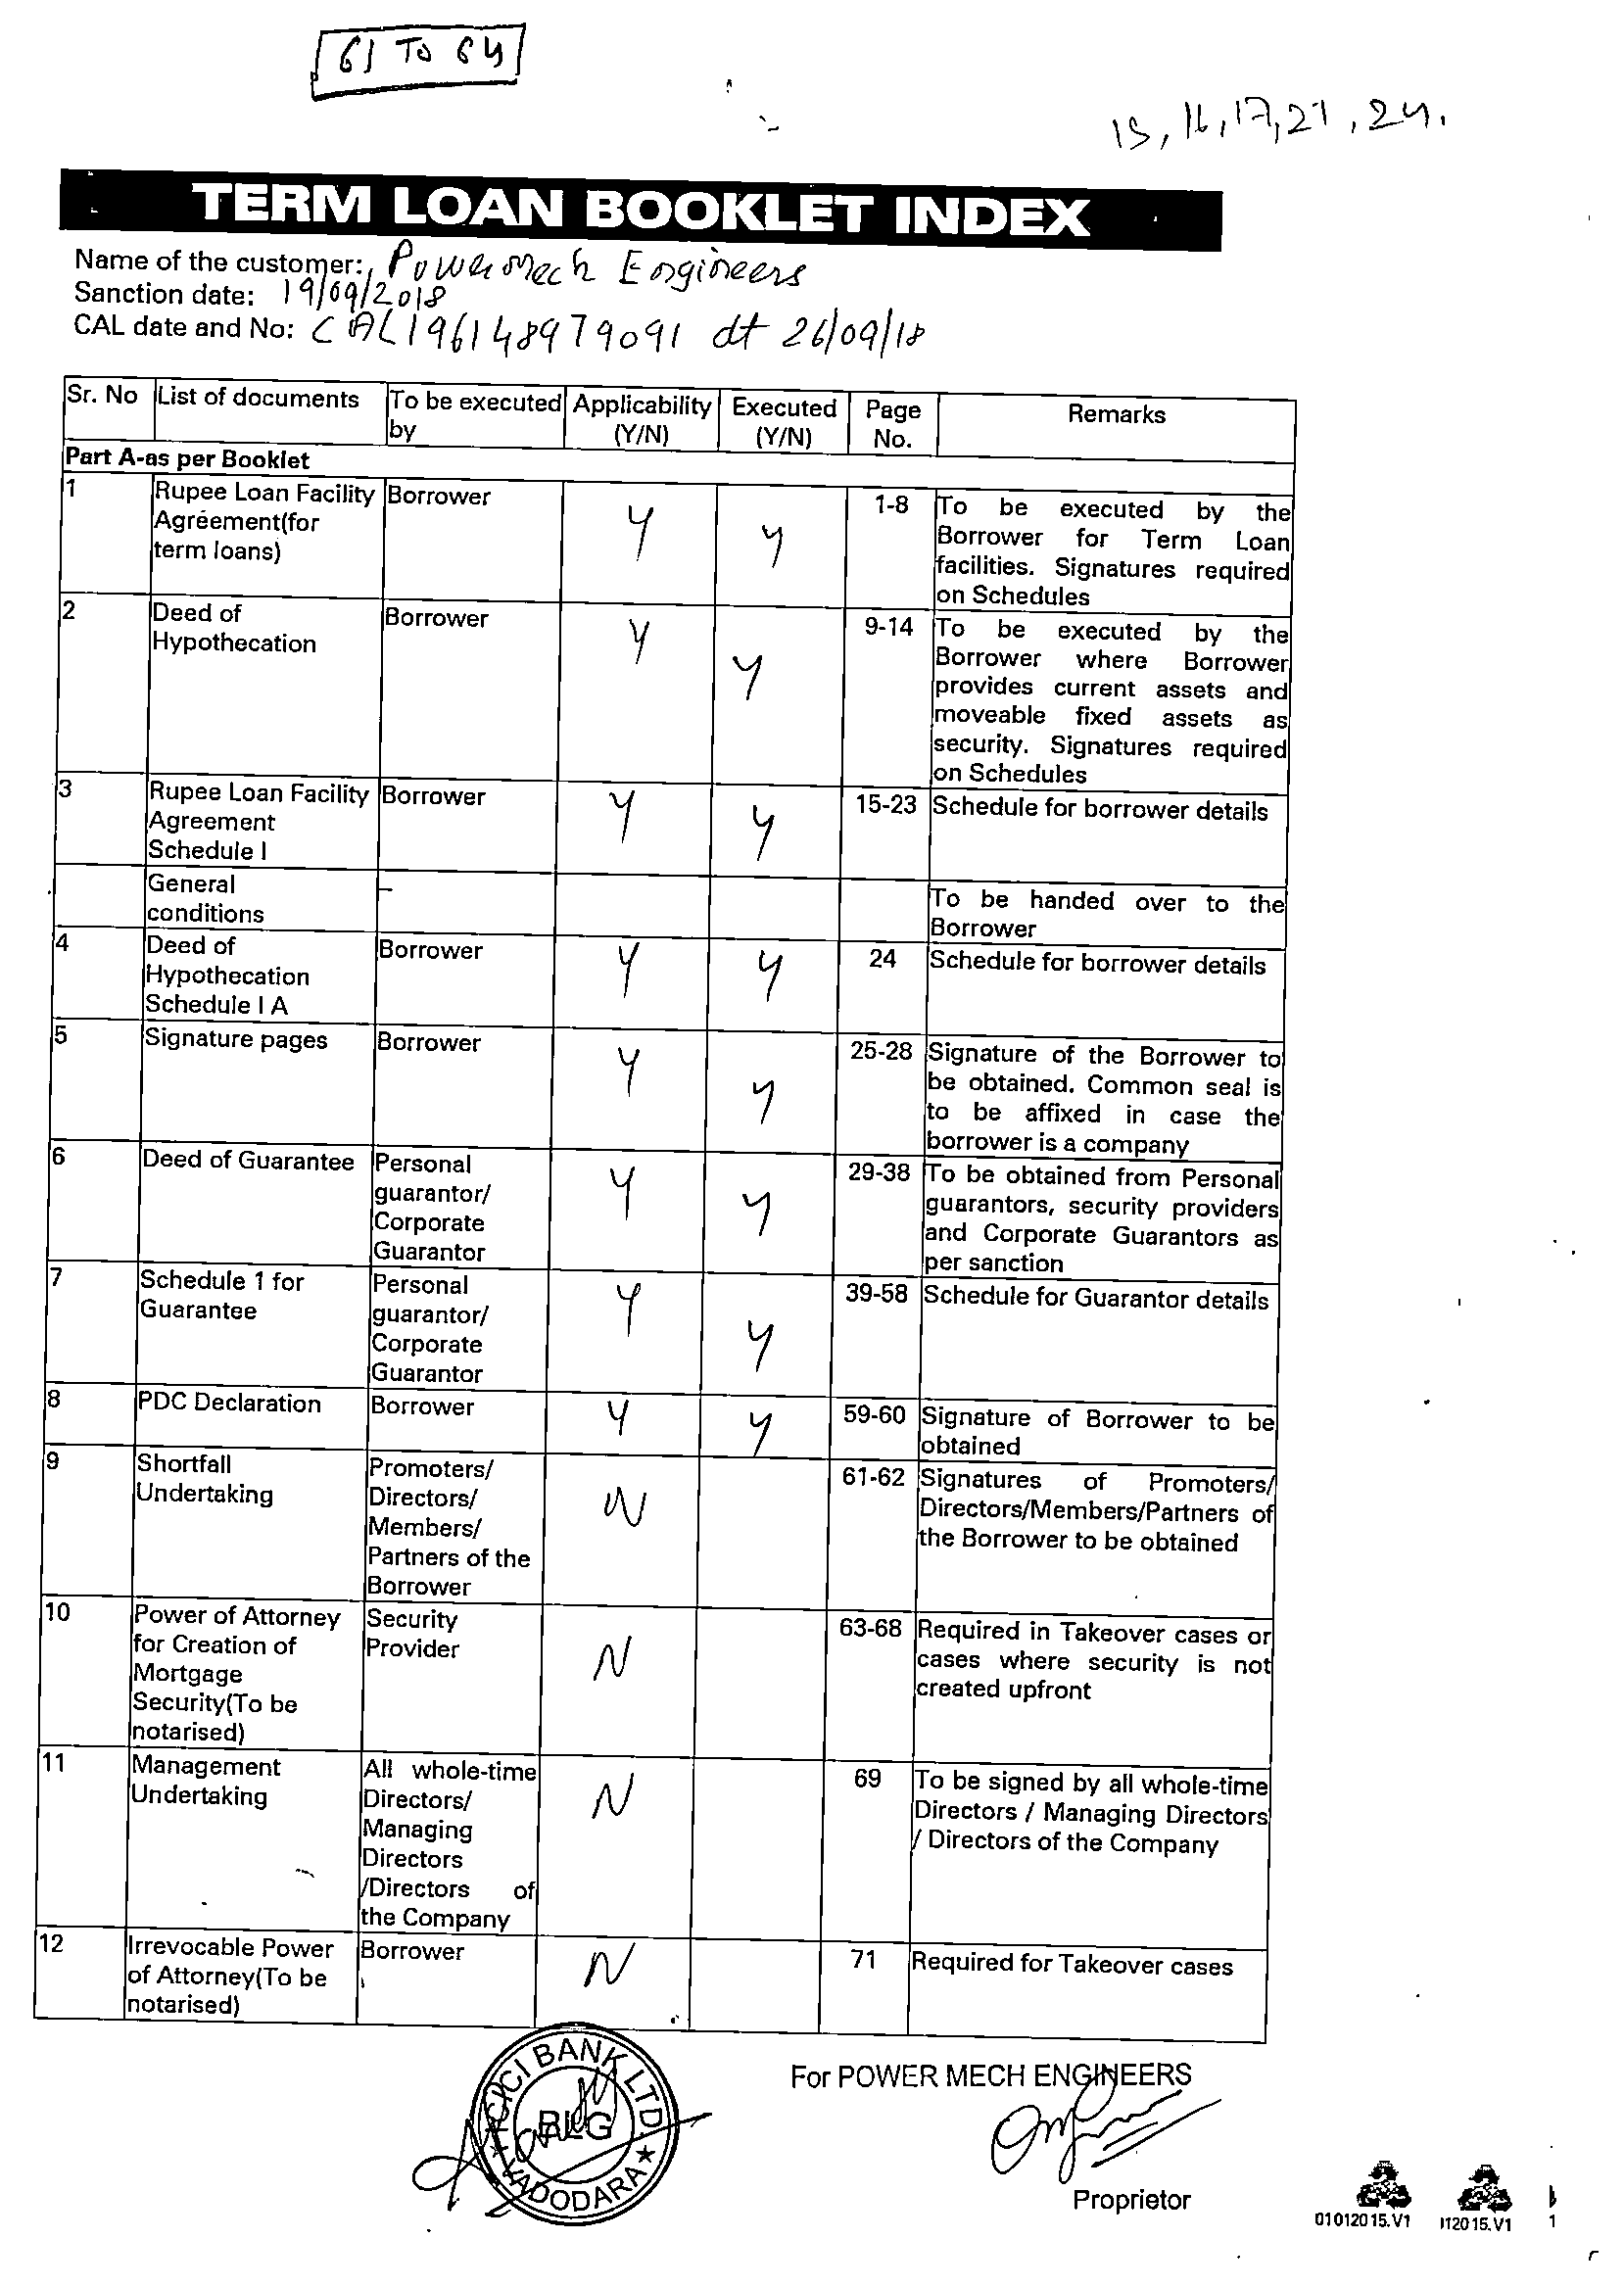 61 TO 64
15, 16, 17, 21, 24.
TERM LOAN BOOKLET INDEX
Name of the customer: PowerMech Engineers
Sanction date: 19/09/2018
CAL date and No: CAL196148979091 dt 26/09/18
Sr. No List of documents To be executed by Applicability (Y/N) Executed (Y/N) Page No. Remarks
Part A-as per Booklet
1 Rupee Loan Facility Agreement(for term loans) Borrower Y Y 1-8 To be executed by the Borrower for Term Loan facilities. Signatures required on Schedules
2 Deed of Hypothecation Borrower Y Y 9-14 To be executed by the Borrower where Borrower provides current assets and moveable fixed assets as security. Signatures required on Schedules
3 Rupee Loan Facility Agreement Schedule I Borrower Y Y 15-23 Schedule for borrower details
General conditions – To be handed over to the Borrower
4 Deed of Hypothecation Schedule I A Borrower Y Y 24 Schedule for borrower details
5 Signature pages Borrower Y Y 25-28 Signature of the Borrower to be obtained. Common seal is to be affixed in case the borrower is a company
6 Deed of Guarantee Personal guarantor/ Corporate Guarantor Y Y 29-38 To be obtained from Personal guarantors, security providers and Corporate Guarantors as per sanction
7 Schedule 1 for Guarantee Personal guarantor/ Corporate Guarantor Y Y 39-58 Schedule for Guarantor details
8 PDC Declaration Borrower Y Y 59-60 Signature of Borrower to be obtained
9 Shortfall Undertaking Promoters/ Directors/ Members/ Partners of the Borrower N 61-62 Signatures of Promoters/ Directors/Members/Partners of the Borrower to be obtained
10 Power of Attorney for Creation of Mortgage Security(To be notarised) Security Provider N 63-68 Required in Takeover cases or cases where security is not created upfront
11 Management Undertaking All whole-time Directors/ Managing Directors /Directors of the Company N 69 To be signed by all whole-time Directors / Managing Directors / Directors of the Company
12 Irrevocable Power of Attorney(To be notarised) Borrower N 71 Required for Takeover cases
ICICI BANK LTD.
RLG
VADODARA
For POWER MECH ENGINEERS
Proprietor
01012015.V1 112015.V1 1